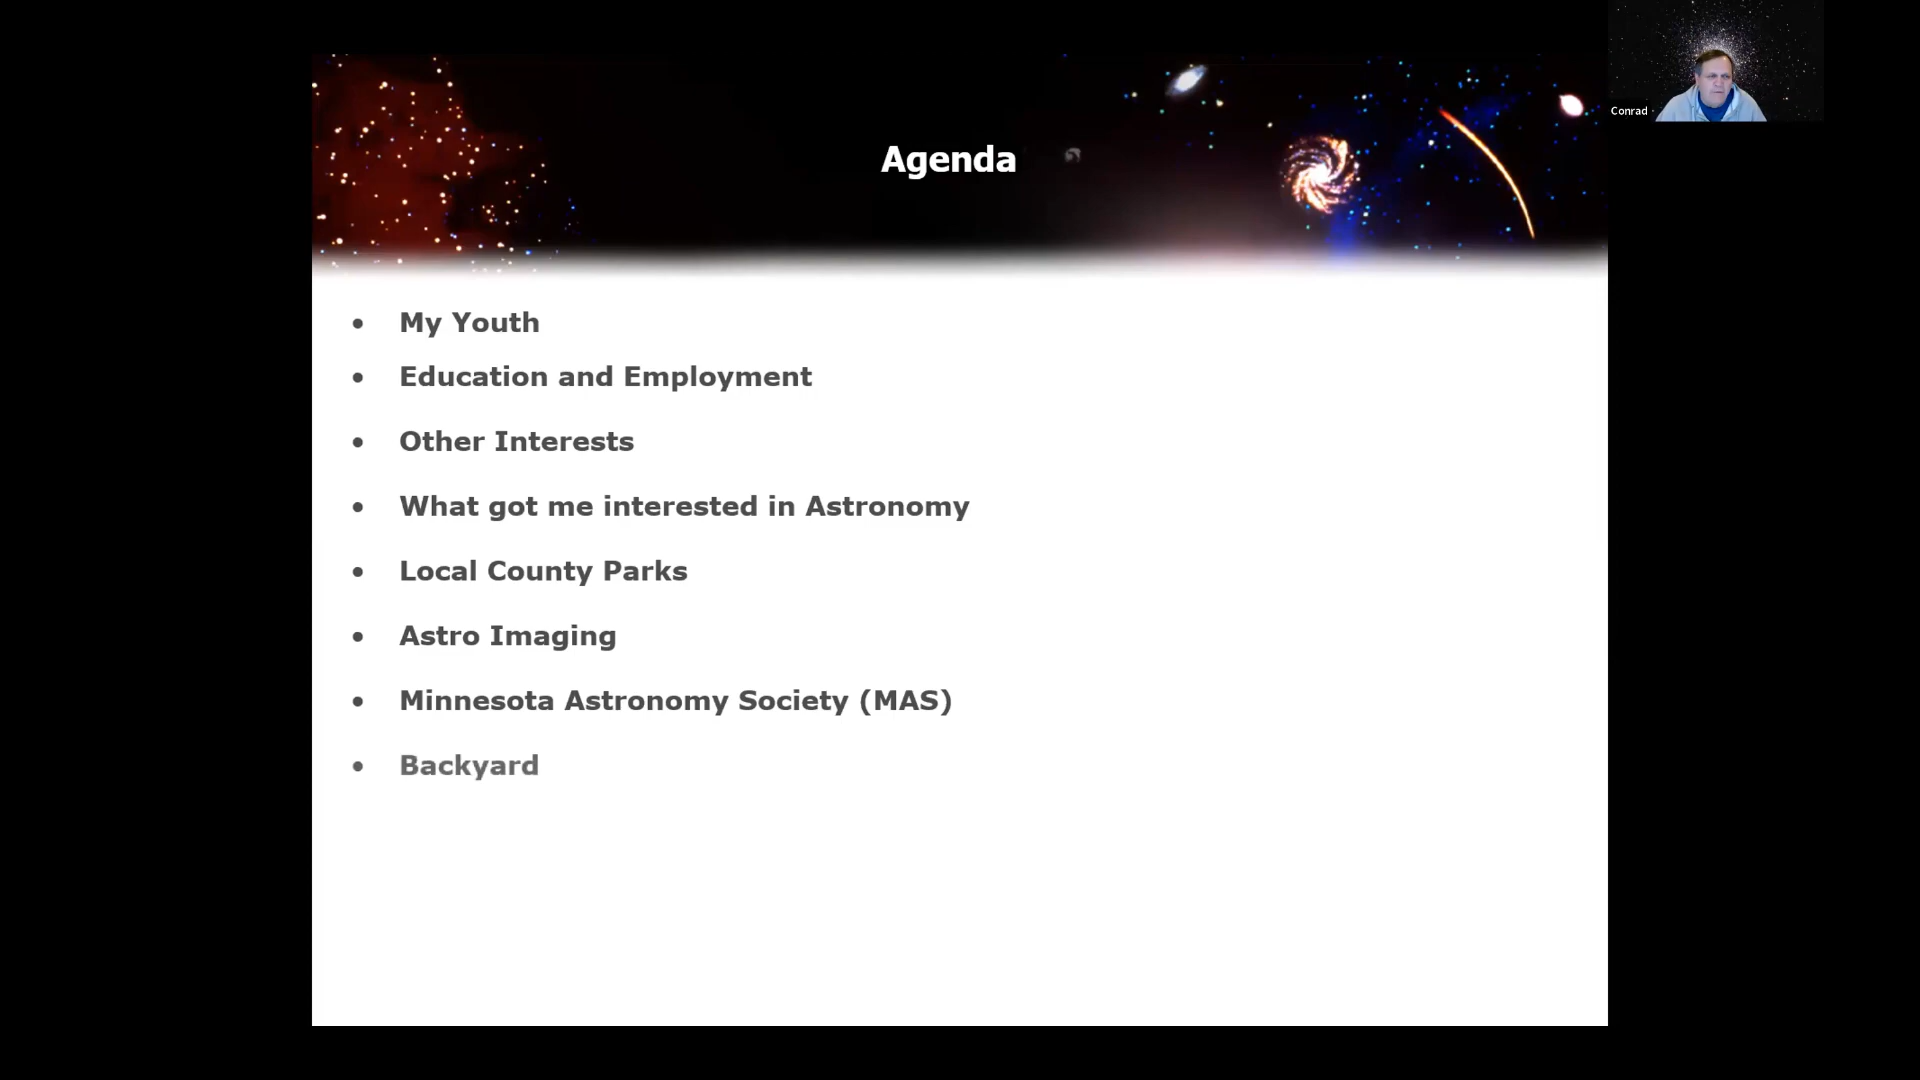 Agenda
Conrad
• My Youth
• Education and Employment
• Other Interests
• What got me interested in Astronomy
• Local County Parks
• Astro Imaging
• Minnesota Astronomy Society (MAS)
• Backyard